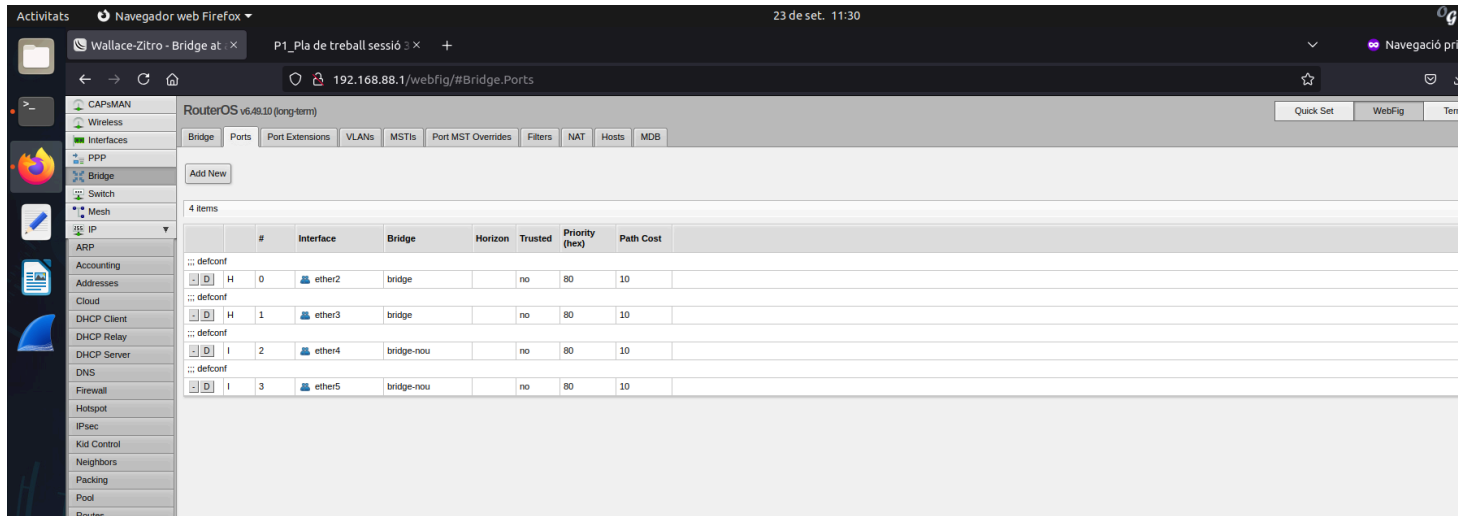 Activitats Navegador web Firefox 23 de set. 11:30
Wallace-Zitro - Bridge at P1_Pla de treball sessió 3 Navegació pri
192.168.88.1/webfig/#Bridge.Ports
CAPsMAN
Wireless
Interfaces
PPP
Bridge
Switch
Mesh
IP
ARP
Accounting
Addresses
Cloud
DHCP Client
DHCP Relay
DHCP Server
DNS
Firewall
Hotspot
IPsec
Kid Control
Neighbors
Packing
Pool
Routes
RouterOS v6.49.10 (long-term) Quick Set WebFig Ter
Bridge Ports Port Extensions VLANs MSTIs Port MST Overrides Filters NAT Hosts MDB
Add New
4 items
# Interface Bridge Horizon Trusted Priority (hex) Path Cost
;;; defconf
- D H 0 ether2 bridge no 80 10
;;; defconf
- D H 1 ether3 bridge no 80 10
;;; defconf
- D I 2 ether4 bridge-nou no 80 10
;;; defconf
- D I 3 ether5 bridge-nou no 80 10